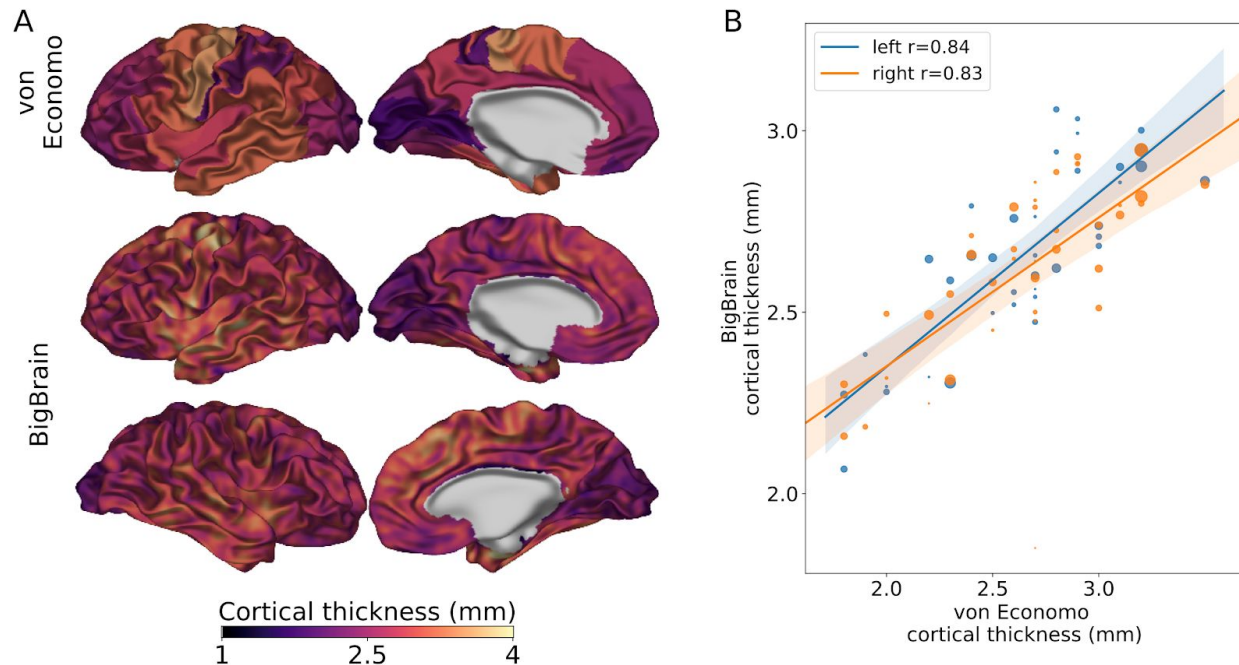 A
von
Economo
BigBrain
Cortical thickness (mm)
1 2.5 4
B
left r=0.84
right r=0.83
BigBrain
cortical thickness (mm)
3.0
2.5
2.0
2.0 2.5 3.0
von Economo
cortical thickness (mm)